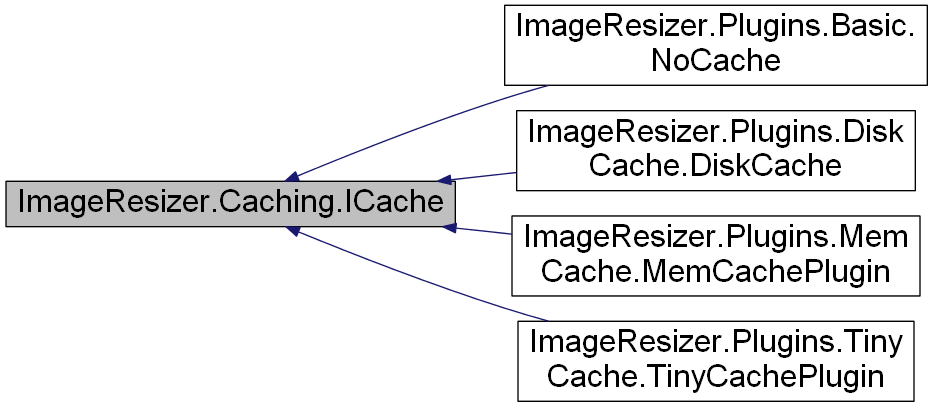 ImageResizer.Plugins.Basic.
NoCache
ImageResizer.Plugins.Disk
Cache.DiskCache
ImageResizer.Caching.ICache
ImageResizer.Plugins.Mem
Cache.MemCachePlugin
ImageResizer.Plugins.Tiny
Cache.TinyCachePlugin